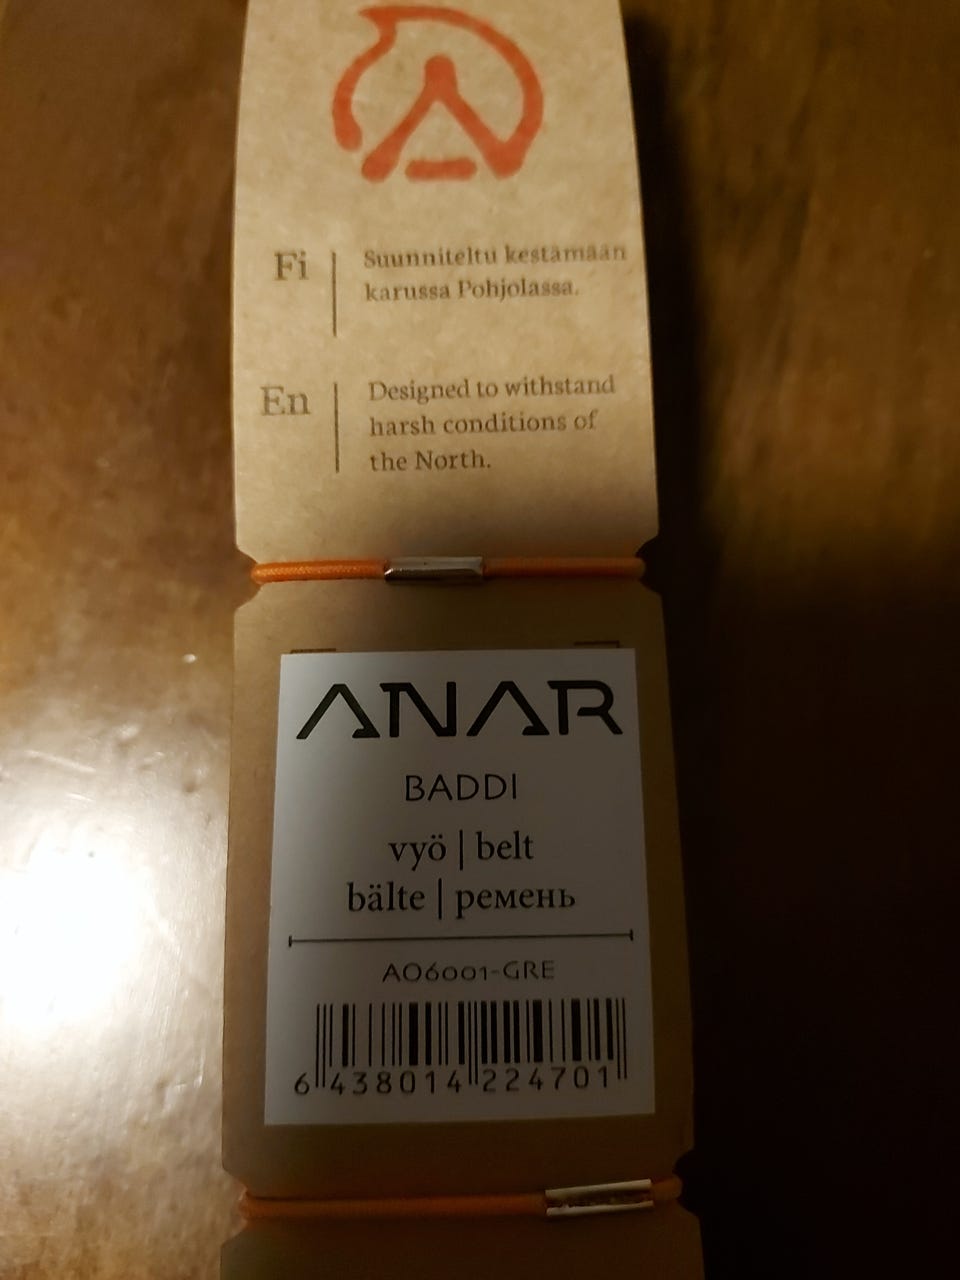 Fi
Suunniteltu kestämään
karussa Pohjolassa.
En
Designed to withstand
harsh conditions of
the North.
ANAR
BADDI
vyö | belt
bälte | ремень
AO6001-GRE
6 438014 224701